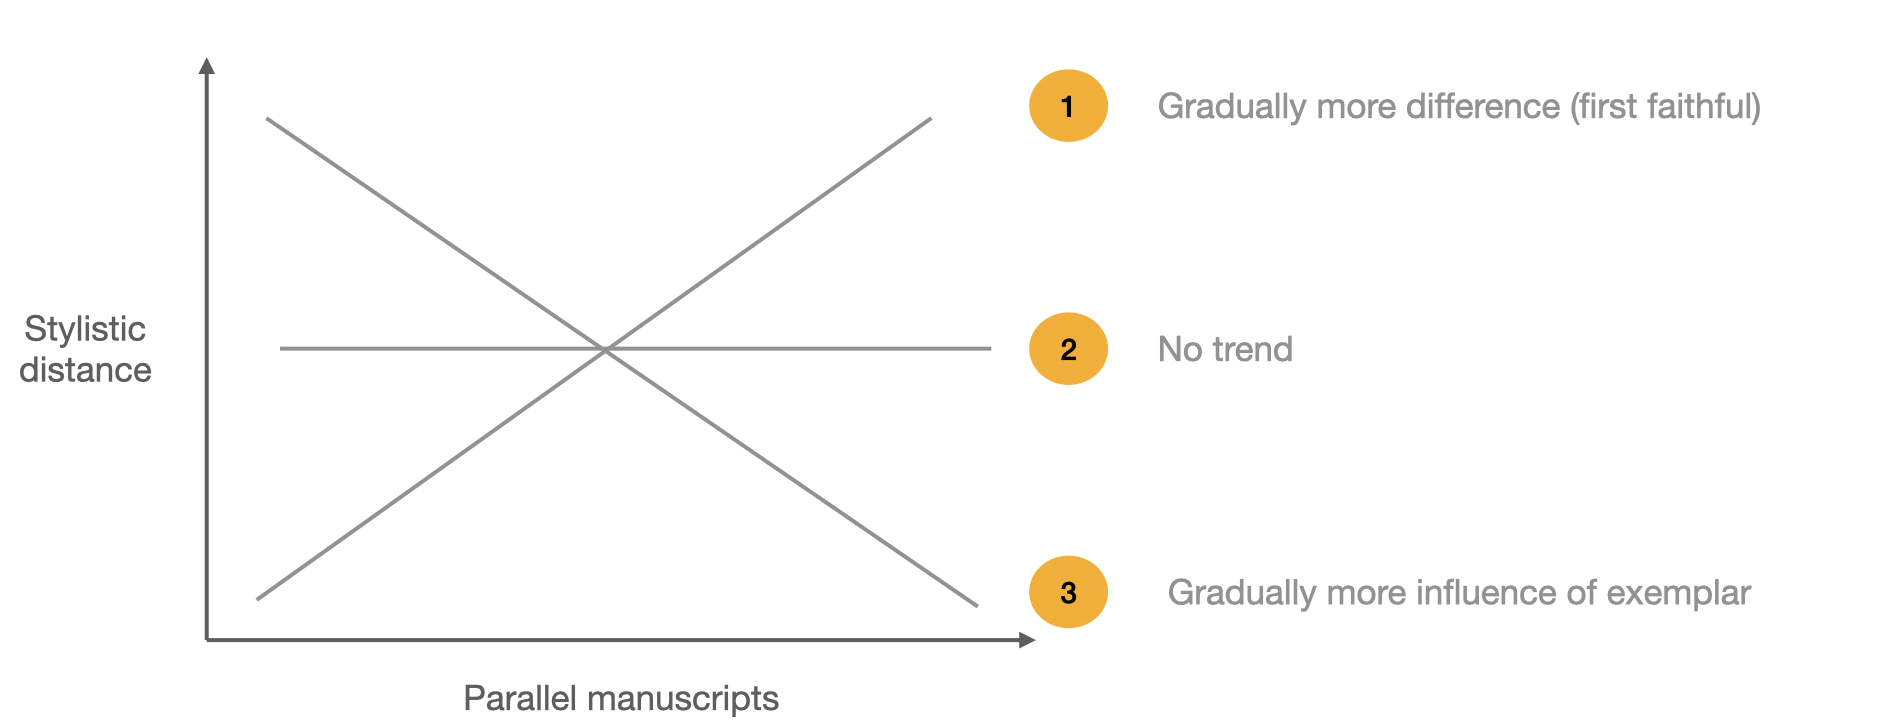 1
Gradually more difference (first faithful)
Stylistic
distance
2
No trend
3
Gradually more influence of exemplar
Parallel manuscripts